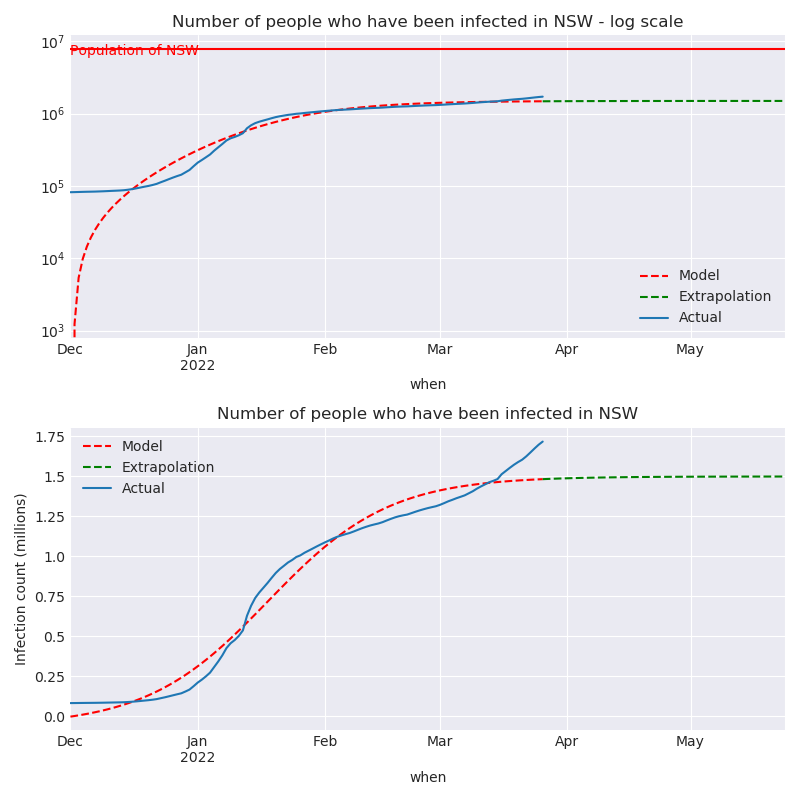 Number of people who have been infected in NSW - log scale
10^7
Population of NSW
10^6
10^5
10^4
10^3
Model
Extrapolation
Actual
Dec Jan Feb Mar Apr May
2022
when
Number of people who have been infected in NSW
Infection count (millions)
1.75
1.5
1.25
1.0
0.75
0.5
0.25
0.0
Model
Extrapolation
Actual
Dec Jan Feb Mar Apr May
2022
when